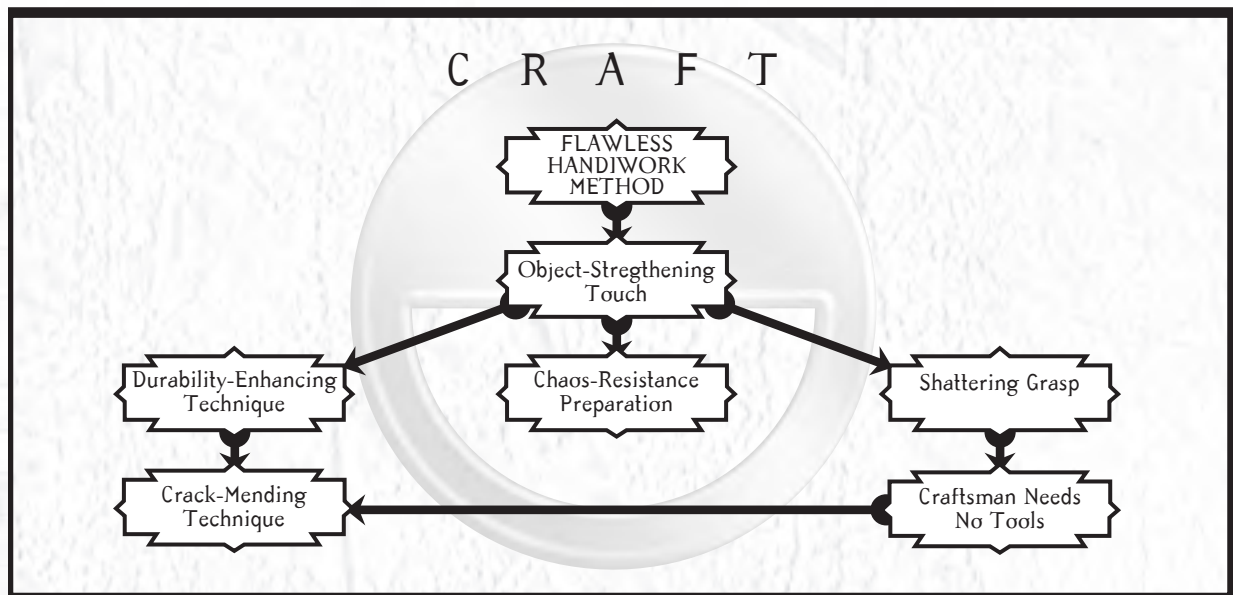 CRAFT
FLAWLESS
HANDIWORK
METHOD
Object-Stregthening
Touch
Durability-Enhancing
Technique
Chaos-Resistance
Preparation
Shattering Grasp
Crack-Mending
Technique
Craftsman Needs
No Tools